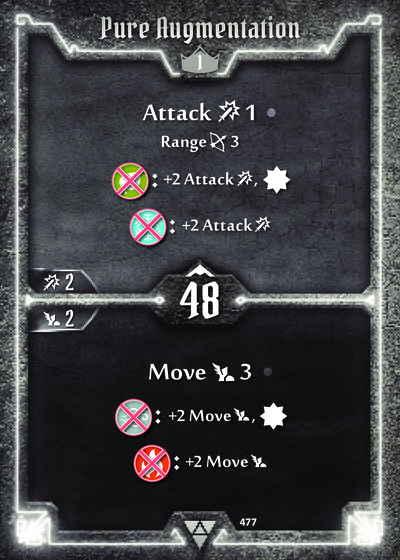 Pure Augmentation
1
Attack 1
Range 3
: +2 Attack,
: +2 Attack
2
2
48
Move 3
: +2 Move,
: +2 Move
477